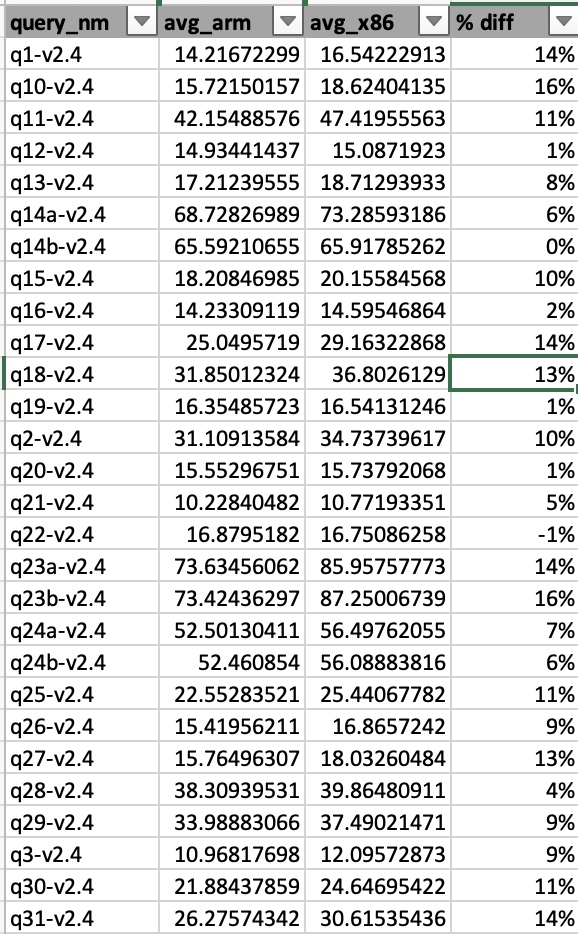 query_nm avg_arm avg_x86 % diff
q1-v2.4 14.21672299 16.54222913 14%
q10-v2.4 15.72150157 18.62404135 16%
q11-v2.4 42.15488576 47.41955563 11%
q12-v2.4 14.93441437 15.0871923 1%
q13-v2.4 17.21239555 18.71293933 8%
q14a-v2.4 68.72826989 73.28593186 6%
q14b-v2.4 65.59210655 65.91785262 0%
q15-v2.4 18.20846985 20.15584568 10%
q16-v2.4 14.23309119 14.59546864 2%
q17-v2.4 25.0495719 29.16322868 14%
q18-v2.4 31.85012324 36.8026129 13%
q19-v2.4 16.35485723 16.54131246 1%
q2-v2.4 31.10913584 34.73739617 10%
q20-v2.4 15.55296751 15.73792068 1%
q21-v2.4 10.22840482 10.77193351 5%
q22-v2.4 16.8795182 16.75086258 -1%
q23a-v2.4 73.63456062 85.95757773 14%
q23b-v2.4 73.42436297 87.25006739 16%
q24a-v2.4 52.50130411 56.49762055 7%
q24b-v2.4 52.460854 56.08883816 6%
q25-v2.4 22.55283521 25.44067782 11%
q26-v2.4 15.41956211 16.8657242 9%
q27-v2.4 15.76496307 18.03260484 13%
q28-v2.4 38.30939531 39.86480911 4%
q29-v2.4 33.98883066 37.49021471 9%
q3-v2.4 10.96817698 12.09572873 9%
q30-v2.4 21.88437859 24.64695422 11%
q31-v2.4 26.27574342 30.61535436 14%